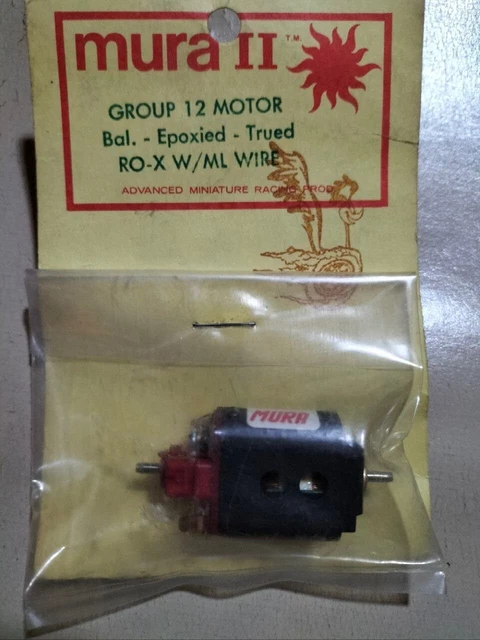 mura II T.M.
GROUP 12 MOTOR
Bal. - Epoxied - Trued
RO-X W/ML WIRE
ADVANCED MINIATURE RACING PROD.
MURA